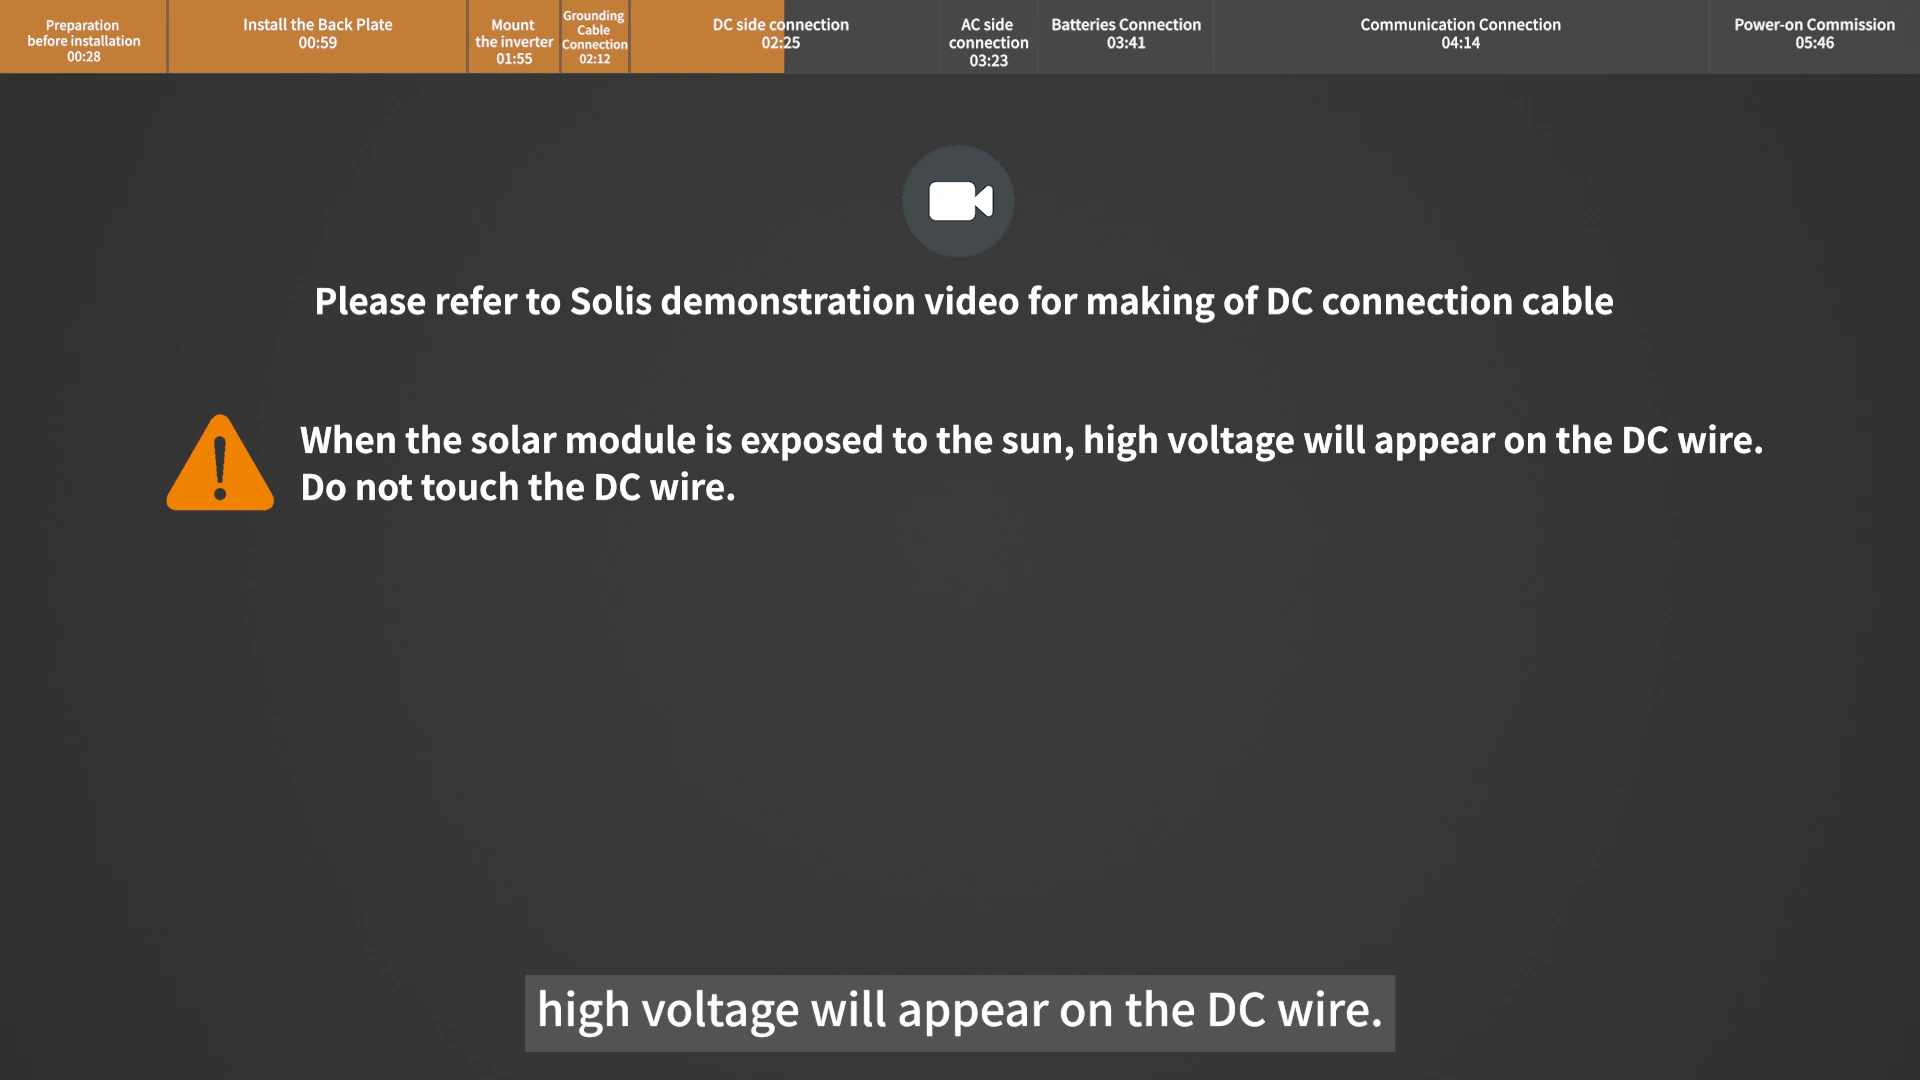 Preparation
before installation
00:28
Install the Back Plate
00:59
Mount
the inverter
01:55
Grounding
Cable
Connection
02:12
DC side connection
02:25
AC side
connection
03:23
Batteries Connection
03:41
Communication Connection
04:14
Power-on Commission
05:46
Please refer to Solis demonstration video for making of DC connection cable
When the solar module is exposed to the sun, high voltage will appear on the DC wire.
Do not touch the DC wire.
high voltage will appear on the DC wire.